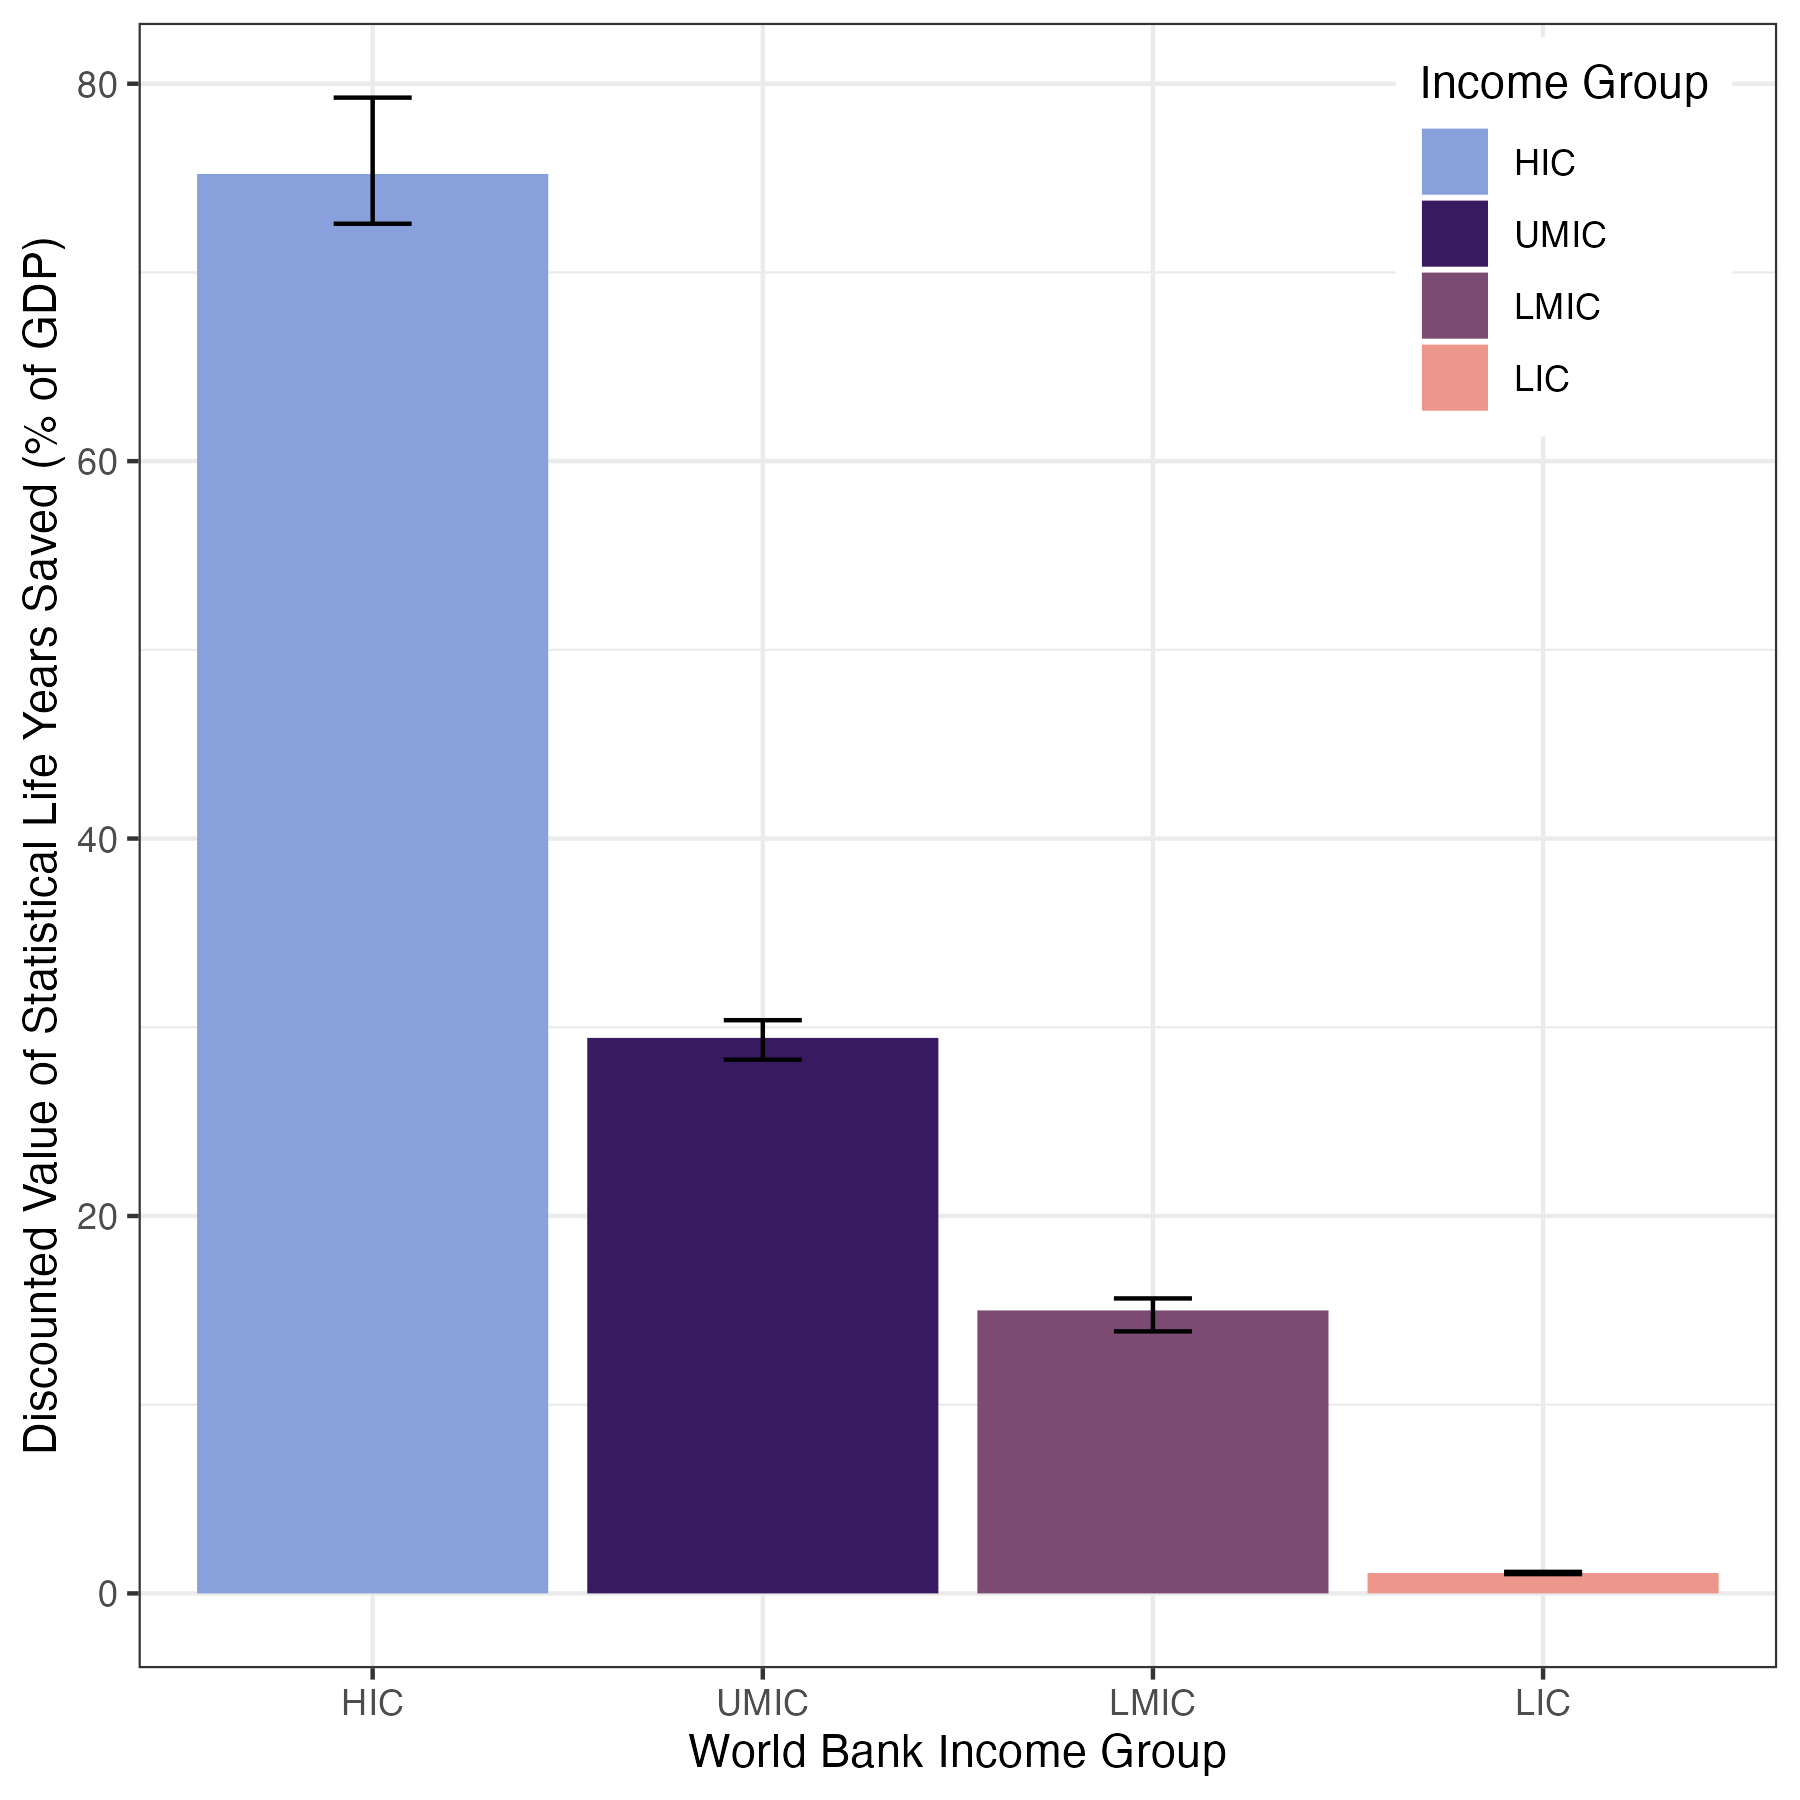 Discounted Value of Statistical Life Years Saved (% of GDP)
80
60
40
20
0
Income Group
HIC
UMIC
LMIC
LIC
HIC
UMIC
LMIC
LIC
World Bank Income Group